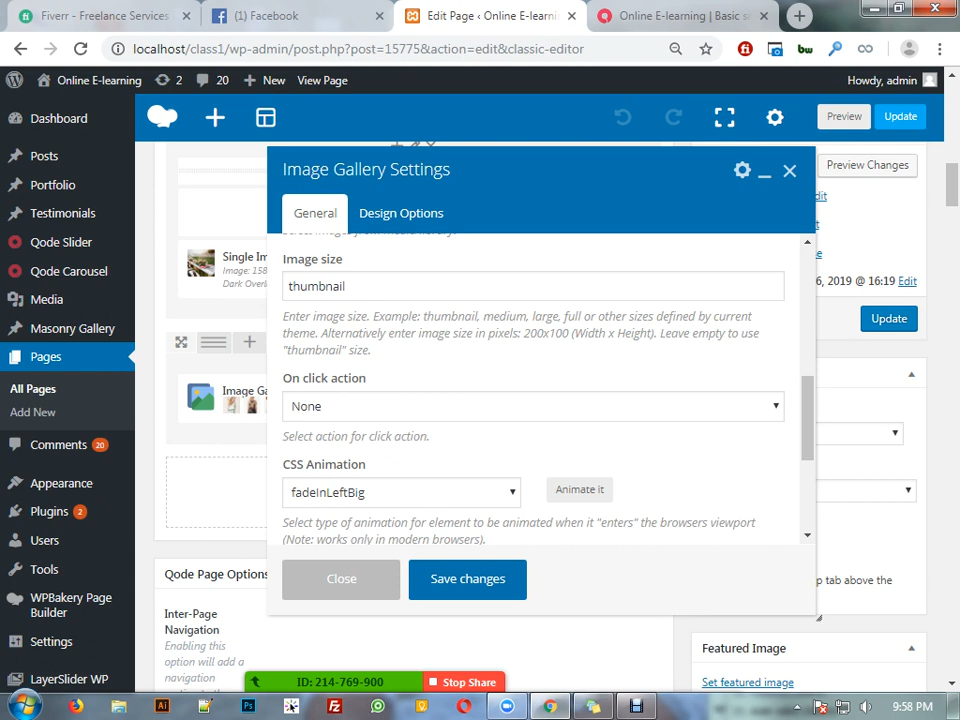 Fiverr - Freelance Services
(1) Facebook
Edit Page ‹ Online E-learni
Online E-learning | Basic s
localhost/class1/wp-admin/post.php?post=15775&action=edit&classic-editor
Online E-learning
2
20
New
View Page
Howdy, admin
Dashboard
Posts
Portfolio
Testimonials
Qode Slider
Qode Carousel
Media
Masonry Gallery
Pages
All Pages
Add New
Comments 20
Appearance
Plugins 2
Users
Tools
WPBakery Page
Builder
Settings
LayerSlider WP
Preview
Update
Preview Changes
Image Gallery Settings
General
Design Options
Image size
thumbnail
Enter image size. Example: thumbnail, medium, large, full or other sizes defined by current
theme. Alternatively enter image size in pixels: 200x100 (Width x Height). Leave empty to use
"thumbnail" size.
On click action
None
Select action for click action.
CSS Animation
fadeInLeftBig
Animate it
Select type of animation for element to be animated when it "enters" the browsers viewport
(Note: works only in modern browsers).
Close
Save changes
Single Im
Image: 158
Dark Overl
Image Ga
6, 2019 @ 16:19 Edit
Update
p tab above the
Qode Page Options
Inter-Page
Navigation
Enabling this
option will add a
navigation
Featured Image
Set featured image
ID: 214-769-900
Stop Share
9:58 PM